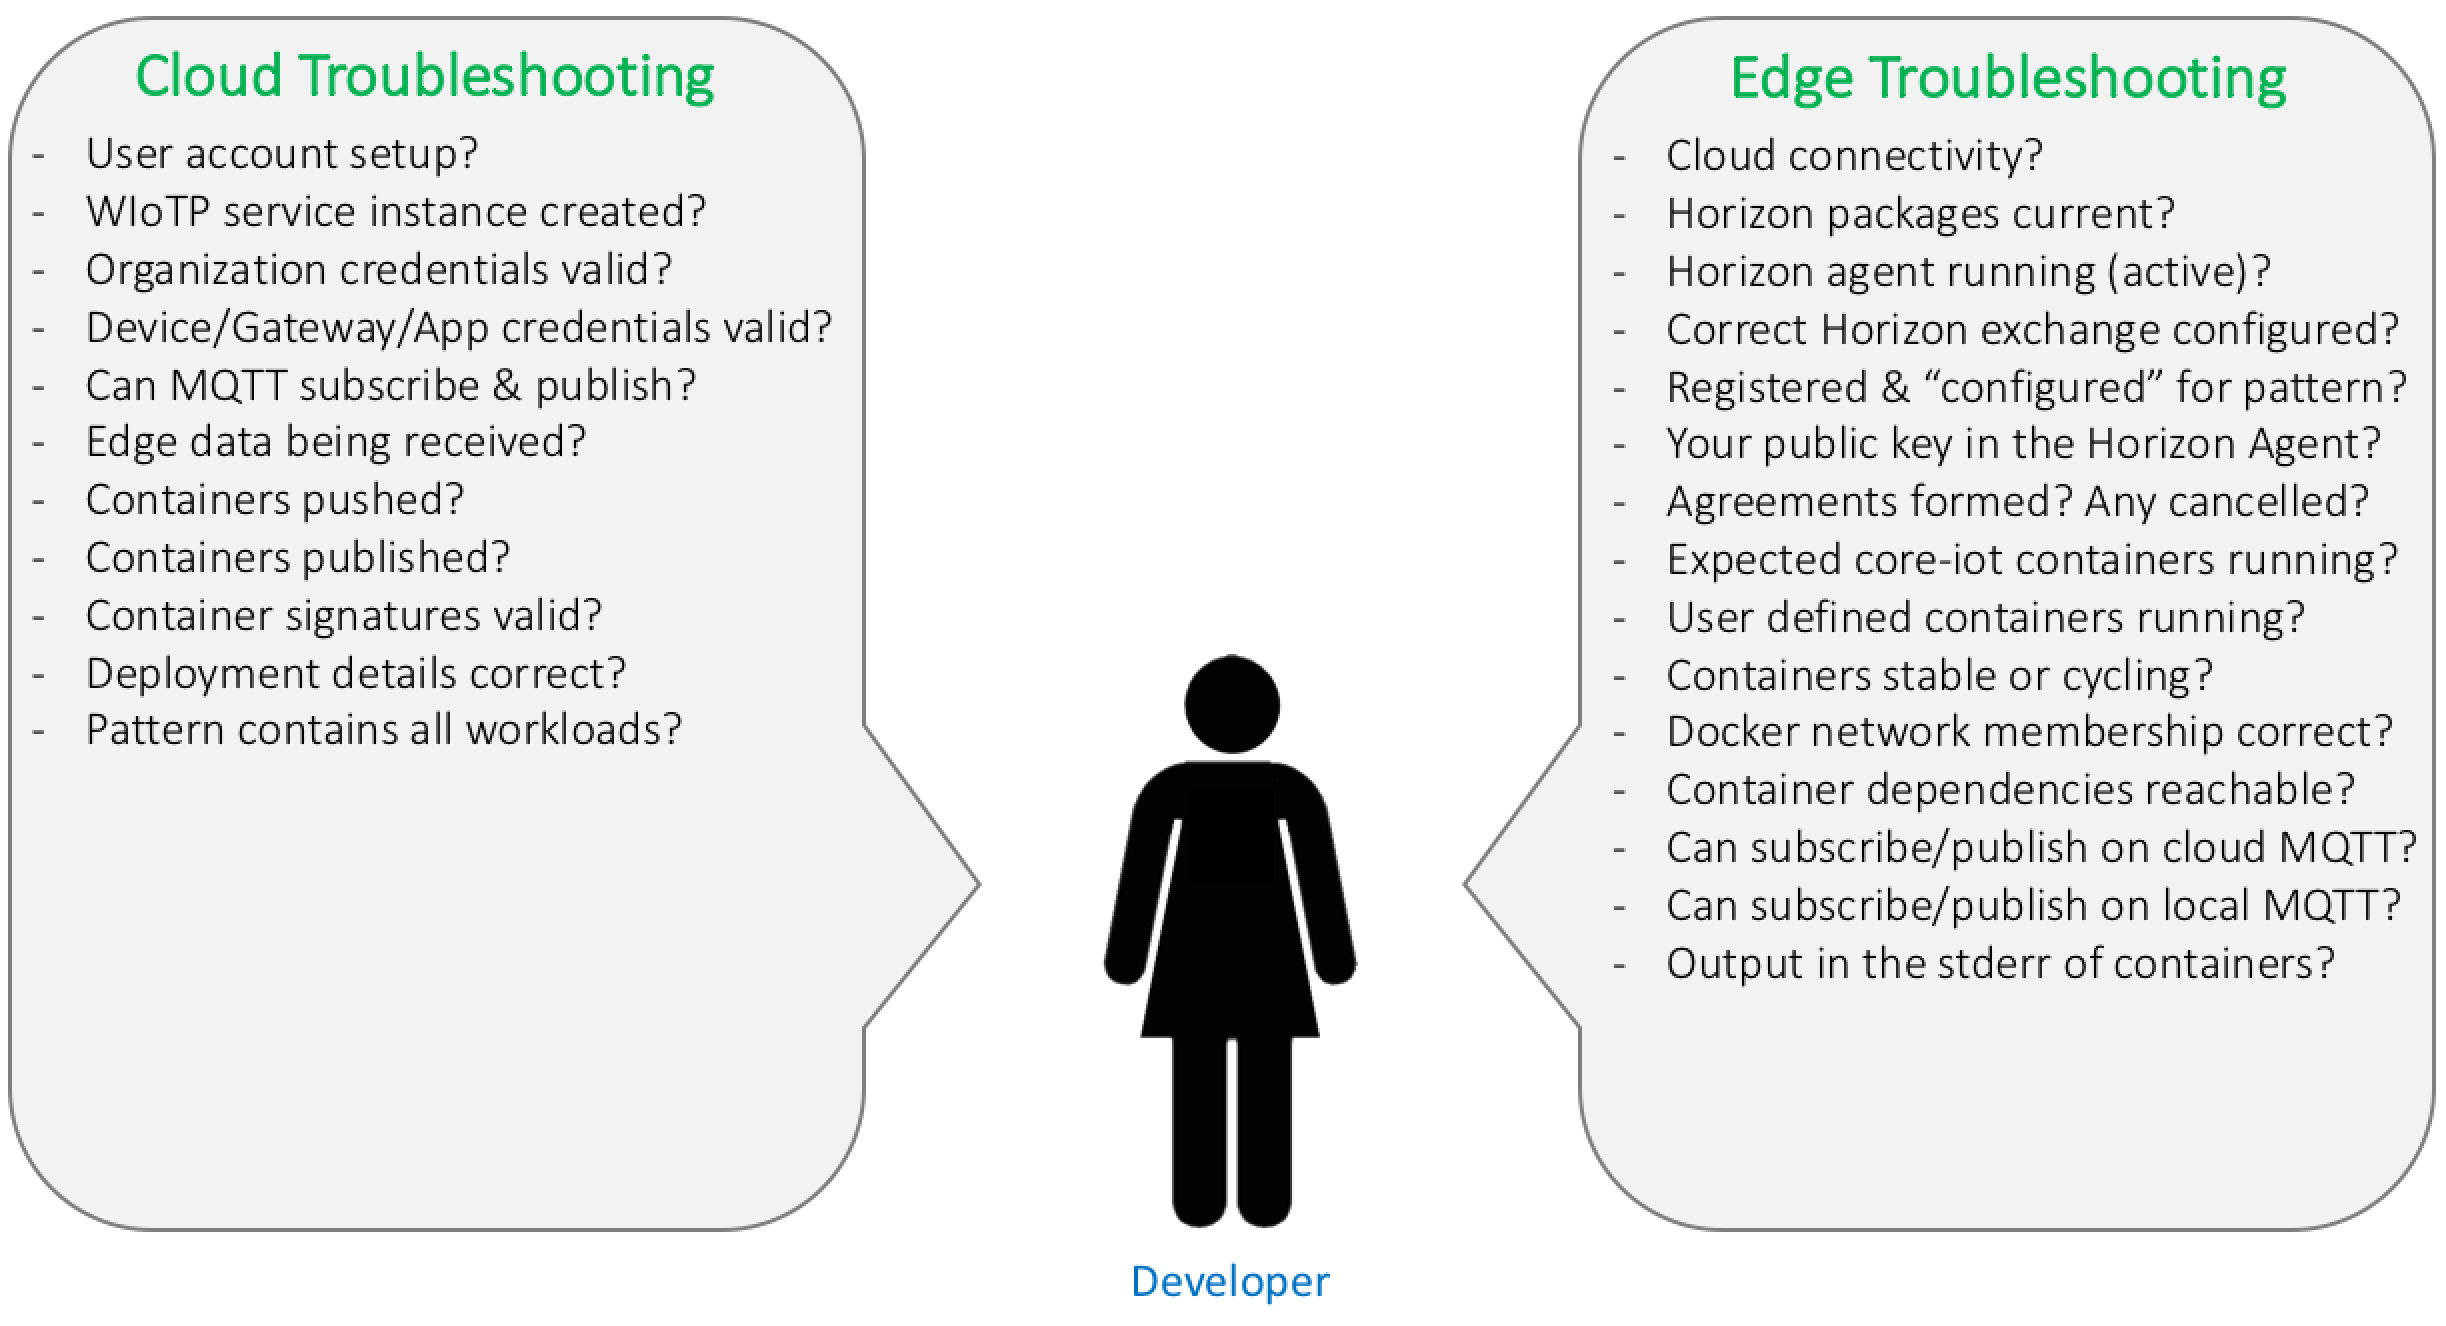 Cloud Troubleshooting
- User account setup?
- WIoTP service instance created?
- Organization credentials valid?
- Device/Gateway/App credentials valid?
- Can MQTT subscribe & publish?
- Edge data being received?
- Containers pushed?
- Containers published?
- Container signatures valid?
- Deployment details correct?
- Pattern contains all workloads?
Edge Troubleshooting
- Cloud connectivity?
- Horizon packages current?
- Horizon agent running (active)?
- Correct Horizon exchange configured?
- Registered & “configured” for pattern?
- Your public key in the Horizon Agent?
- Agreements formed? Any cancelled?
- Expected core-iot containers running?
- User defined containers running?
- Containers stable or cycling?
- Docker network membership correct?
- Container dependencies reachable?
- Can subscribe/publish on cloud MQTT?
- Can subscribe/publish on local MQTT?
- Output in the stderr of containers?
Developer